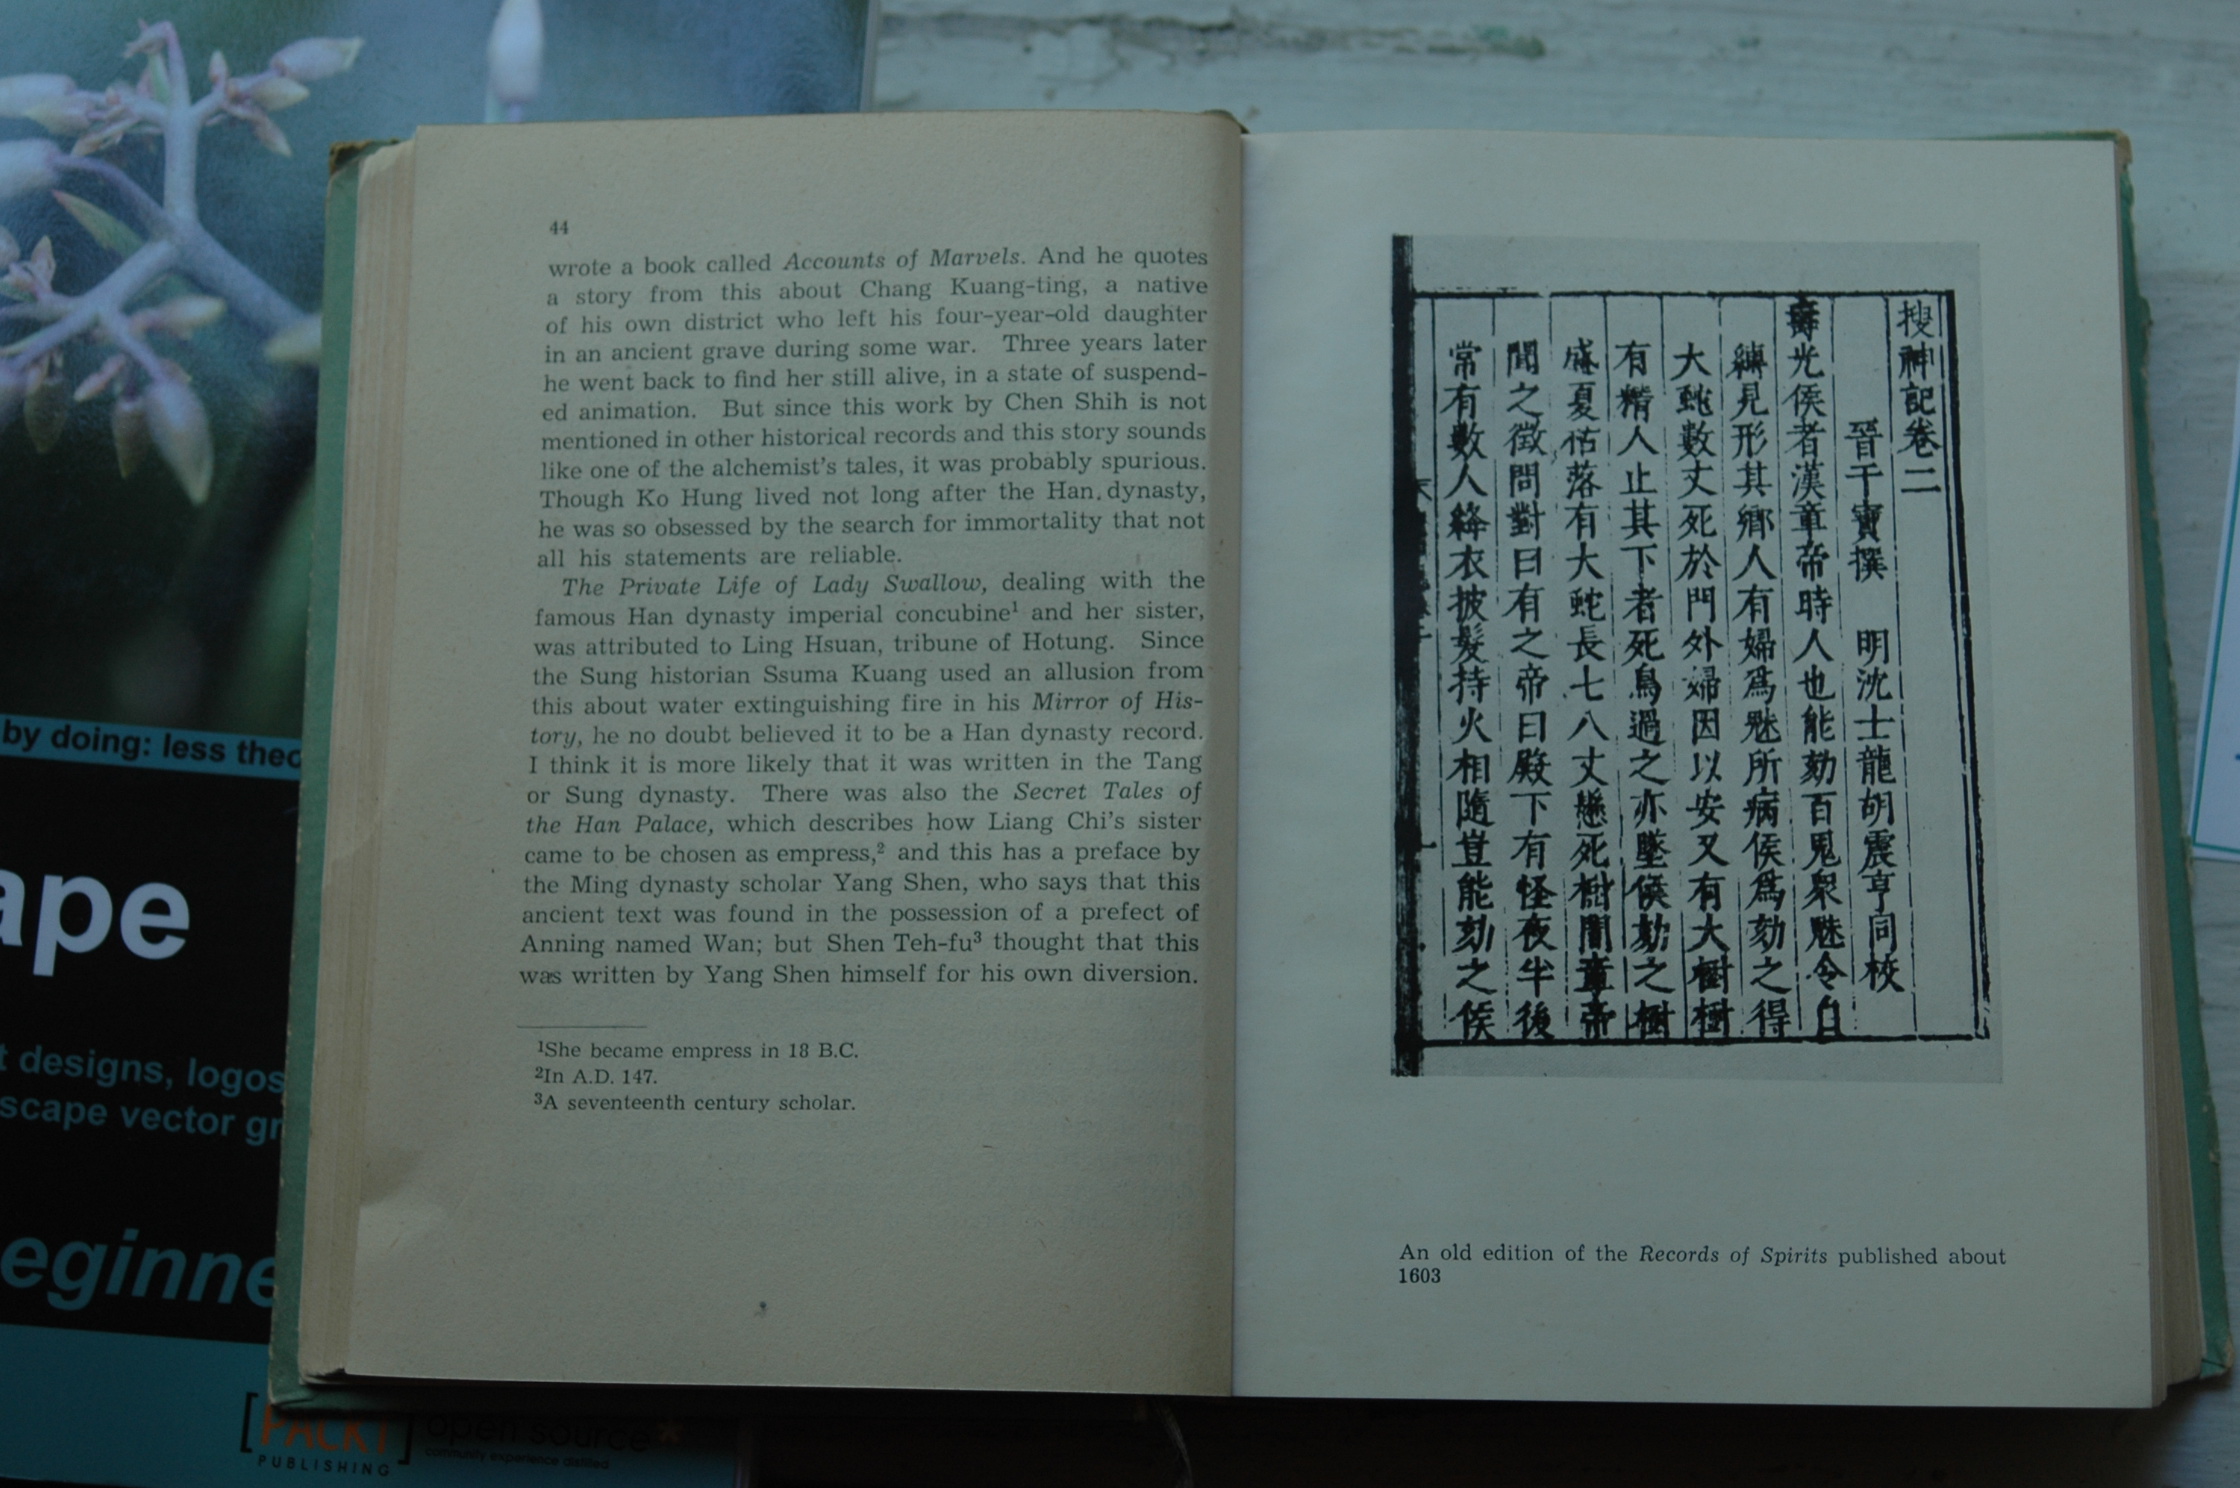 44
wrote a book called Accounts of Marvels. And he quotes
a story from this about Chang Kuang-ting, a native
of his own district who left his four-year-old daughter
in an ancient grave during some war. Three years later
he went back to find her still alive, in a state of suspend-
ed animation. But since this work by Chen Shih is not
mentioned in other historical records and this story sounds
like one of the alchemist's tales, it was probably spurious.
Though Ko Hung lived not long after the Han dynasty,
he was so obsessed by the search for immortality that not
all his statements are reliable.
The Private Life of Lady Swallow, dealing with the
famous Han dynasty imperial concubine¹ and her sister,
was attributed to Ling Hsuan, tribune of Hotung. Since
the Sung historian Ssuma Kuang used an allusion from
this about water extinguishing fire in his Mirror of His-
tory, he no doubt believed it to be a Han dynasty record.
I think it is more likely that it was written in the Tang
or Sung dynasty. There was also the Secret Tales of
the Han Palace, which describes how Liang Chi's sister
came to be chosen as empress,² and this has a preface by
the Ming dynasty scholar Yang Shen, who says that this
ancient text was found in the possession of a prefect of
Anning named Wan; but Shen Teh-fu³ thought that this
was written by Yang Shen himself for his own diversion.
¹She became empress in 18 B.C.
²In A.D. 147.
³A seventeenth century scholar.
搜神記卷二
晉干寶撰 明沈士龍胡震亨同校
壽光侯者漢章帝時人也能劾百鬼眾魅令自
縛見形其鄉人有婦爲魅所病侯爲劾之得
大蛇數丈死於門外婦因以安又有大樹樹
有精人止其下者死鳥過之亦墜侯劾之樹
盛夏枯落有大蛇長七八丈懸死樹間章帝
聞之徵問對曰有之帝曰殿下有怪夜半後
常有數人絳衣披髮持火相隨豈能劾之侯
An old edition of the Records of Spirits published about
1603
by doing: less theo
ape
t designs, logos
scape vector gr
eginne
[PACKT]
PUBLISHING
open source
community experience distilled